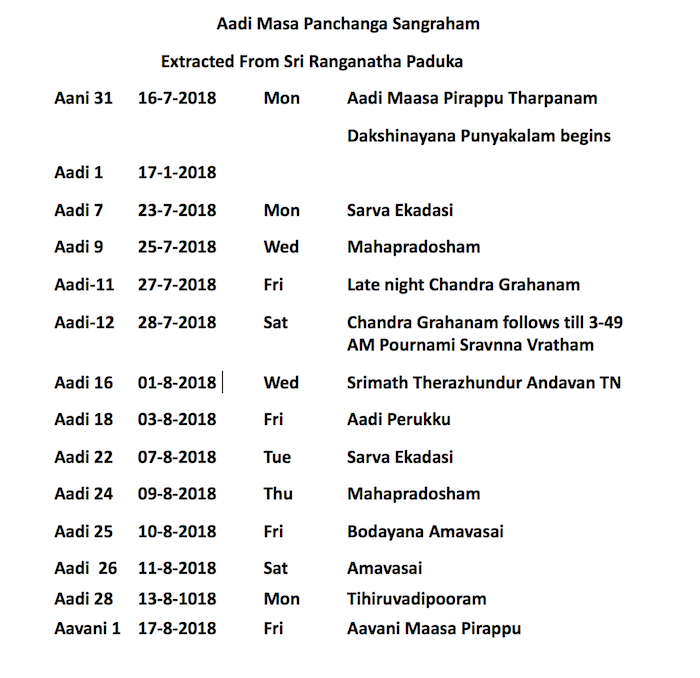 Aadi Masa Panchanga Sangraham
Extracted From Sri Ranganatha Paduka
Aani 31 16-7-2018 Mon Aadi Maasa Pirappu Tharpanam
Dakshinayana Punyakalam begins
Aadi 1 17-1-2018
Aadi 7 23-7-2018 Mon Sarva Ekadasi
Aadi 9 25-7-2018 Wed Mahapradosham
Aadi-11 27-7-2018 Fri Late night Chandra Grahanam
Aadi-12 28-7-2018 Sat Chandra Grahanam follows till 3-49
AM Pournami Sravnna Vratham
Aadi 16 01-8-2018 Wed Srimath Therazhundur Andavan TN
Aadi 18 03-8-2018 Fri Aadi Perukku
Aadi 22 07-8-2018 Tue Sarva Ekadasi
Aadi 24 09-8-2018 Thu Mahapradosham
Aadi 25 10-8-2018 Fri Bodayana Amavasai
Aadi 26 11-8-2018 Sat Amavasai
Aadi 28 13-8-1018 Mon Tihiruvadipooram
Aavani 1 17-8-2018 Fri Aavani Maasa Pirappu